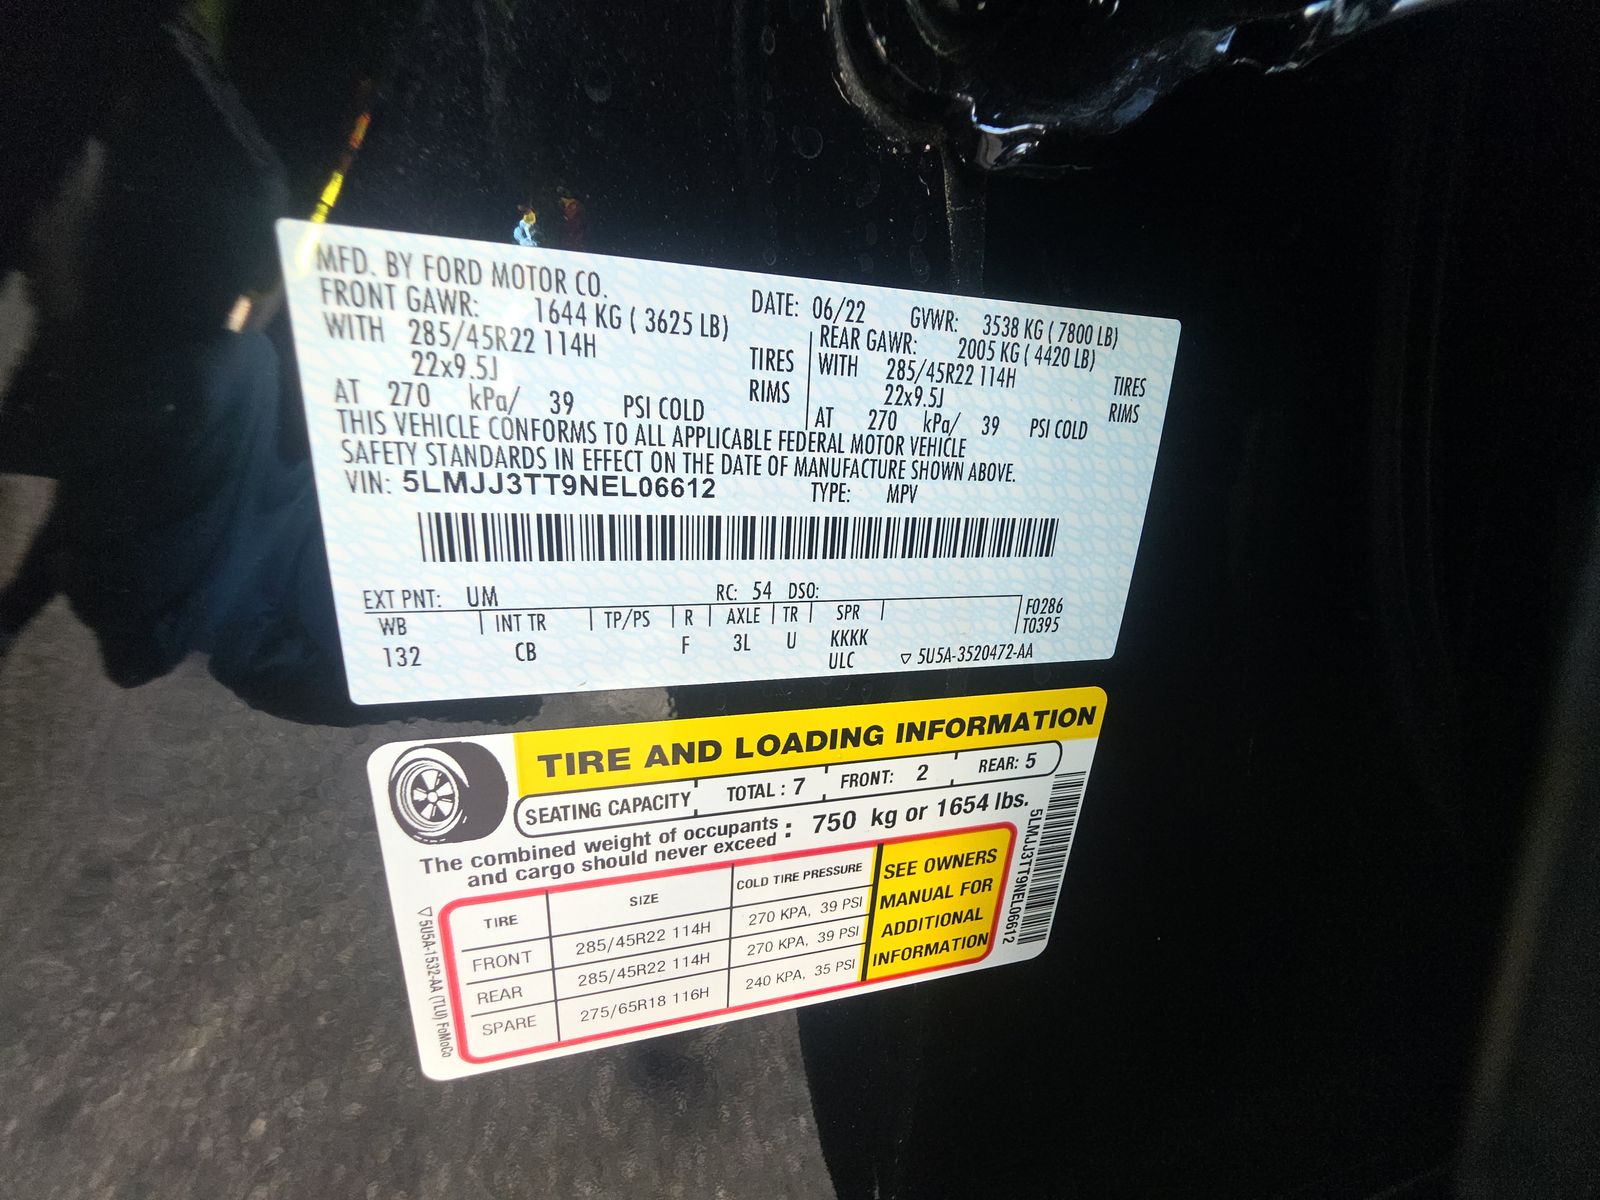 MFD. BY FORD MOTOR CO.
DATE: 06/22 GVWR: 3538 KG ( 7800 LB)
FRONT GAWR: 1644 KG ( 3625 LB)
WITH 285/45R22 114H TIRES
22x9.5J RIMS
AT 270 kPa/ 39 PSI COLD
REAR GAWR: 2005 KG ( 4420 LB)
WITH 285/45R22 114H TIRES
22x9.5J RIMS
AT 270 kPa/ 39 PSI COLD
THIS VEHICLE CONFORMS TO ALL APPLICABLE FEDERAL MOTOR VEHICLE
SAFETY STANDARDS IN EFFECT ON THE DATE OF MANUFACTURE SHOWN ABOVE.
VIN: 5LMJJ3TT9NEL06612 TYPE: MPV
EXT PNT: UM RC: 54 DSO:
WB INT TR TP/PS R AXLE TR SPR F0286
T0395
132 CB F 3L U KKKK
ULC 5U5A-3520472-AA
TIRE AND LOADING INFORMATION
SEATING CAPACITY TOTAL : 7 FRONT: 2 REAR: 5
The combined weight of occupants
and cargo should never exceed : 750 kg or 1654 lbs.
TIRE SIZE COLD TIRE PRESSURE
FRONT 285/45R22 114H 270 KPA, 39 PSI
REAR 285/45R22 114H 270 KPA, 39 PSI
SPARE 275/65R18 116H 240 KPA, 35 PSI
SEE OWNERS
MANUAL FOR
ADDITIONAL
INFORMATION
5LMJJ3TT9NEL06612
5U5A-1532-AA (TLU) FoMoCo